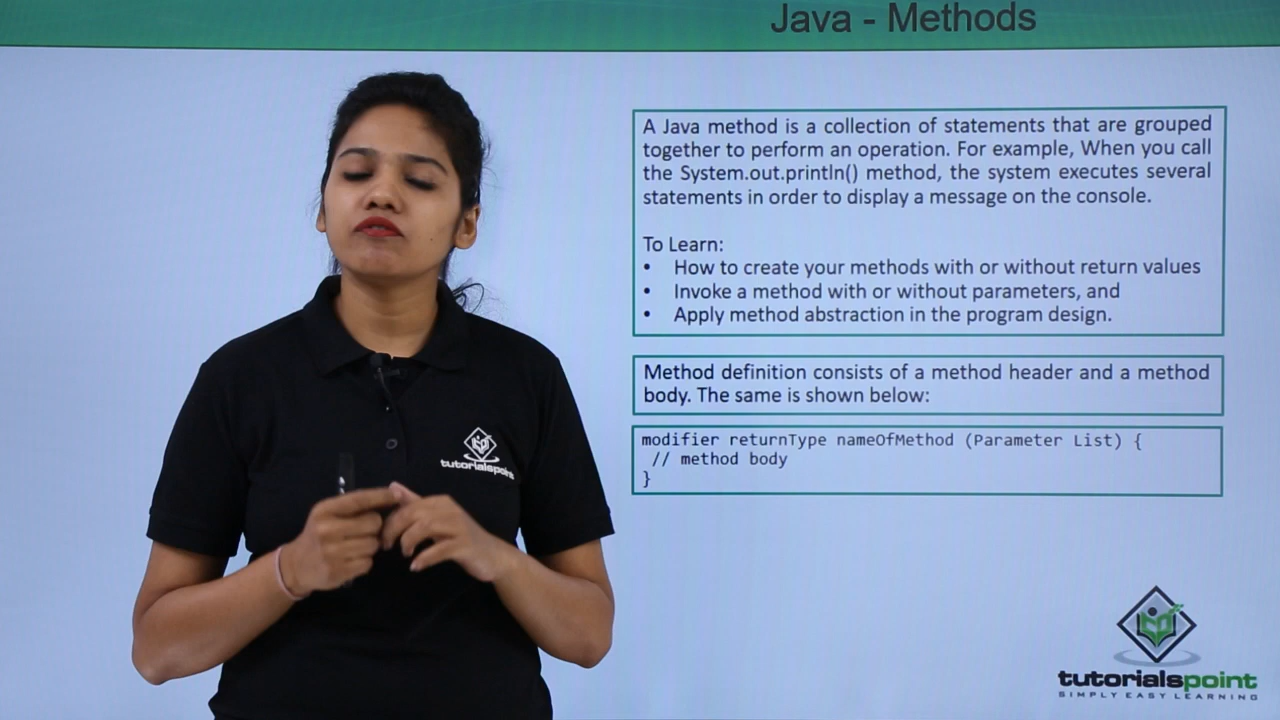 Java - Methods
A Java method is a collection of statements that are grouped
together to perform an operation. For example, When you call
the System.out.println() method, the system executes several
statements in order to display a message on the console.
To Learn:
• How to create your methods with or without return values
• Invoke a method with or without parameters, and
• Apply method abstraction in the program design.
Method definition consists of a method header and a method
body. The same is shown below:
modifier returnType nameOfMethod (Parameter List) {
// method body
}
tutorialspoint
tutorialspoint
SIMPLY EASY LEARNING